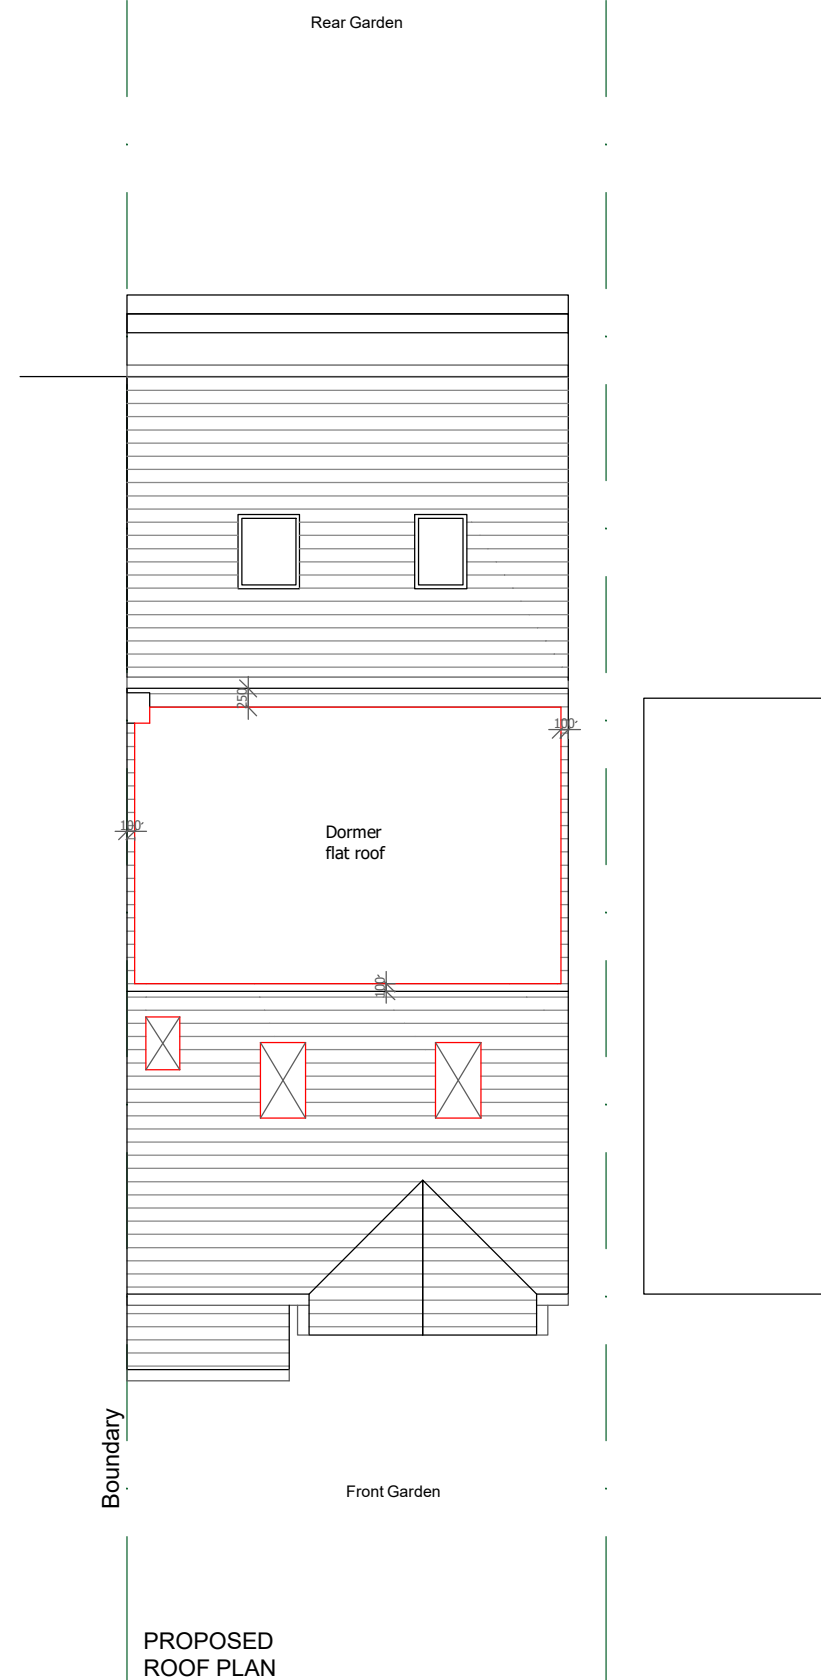 Rear Garden
250
100
100
Dormer
flat roof
100
Boundary
Front Garden
PROPOSED
ROOF PLAN